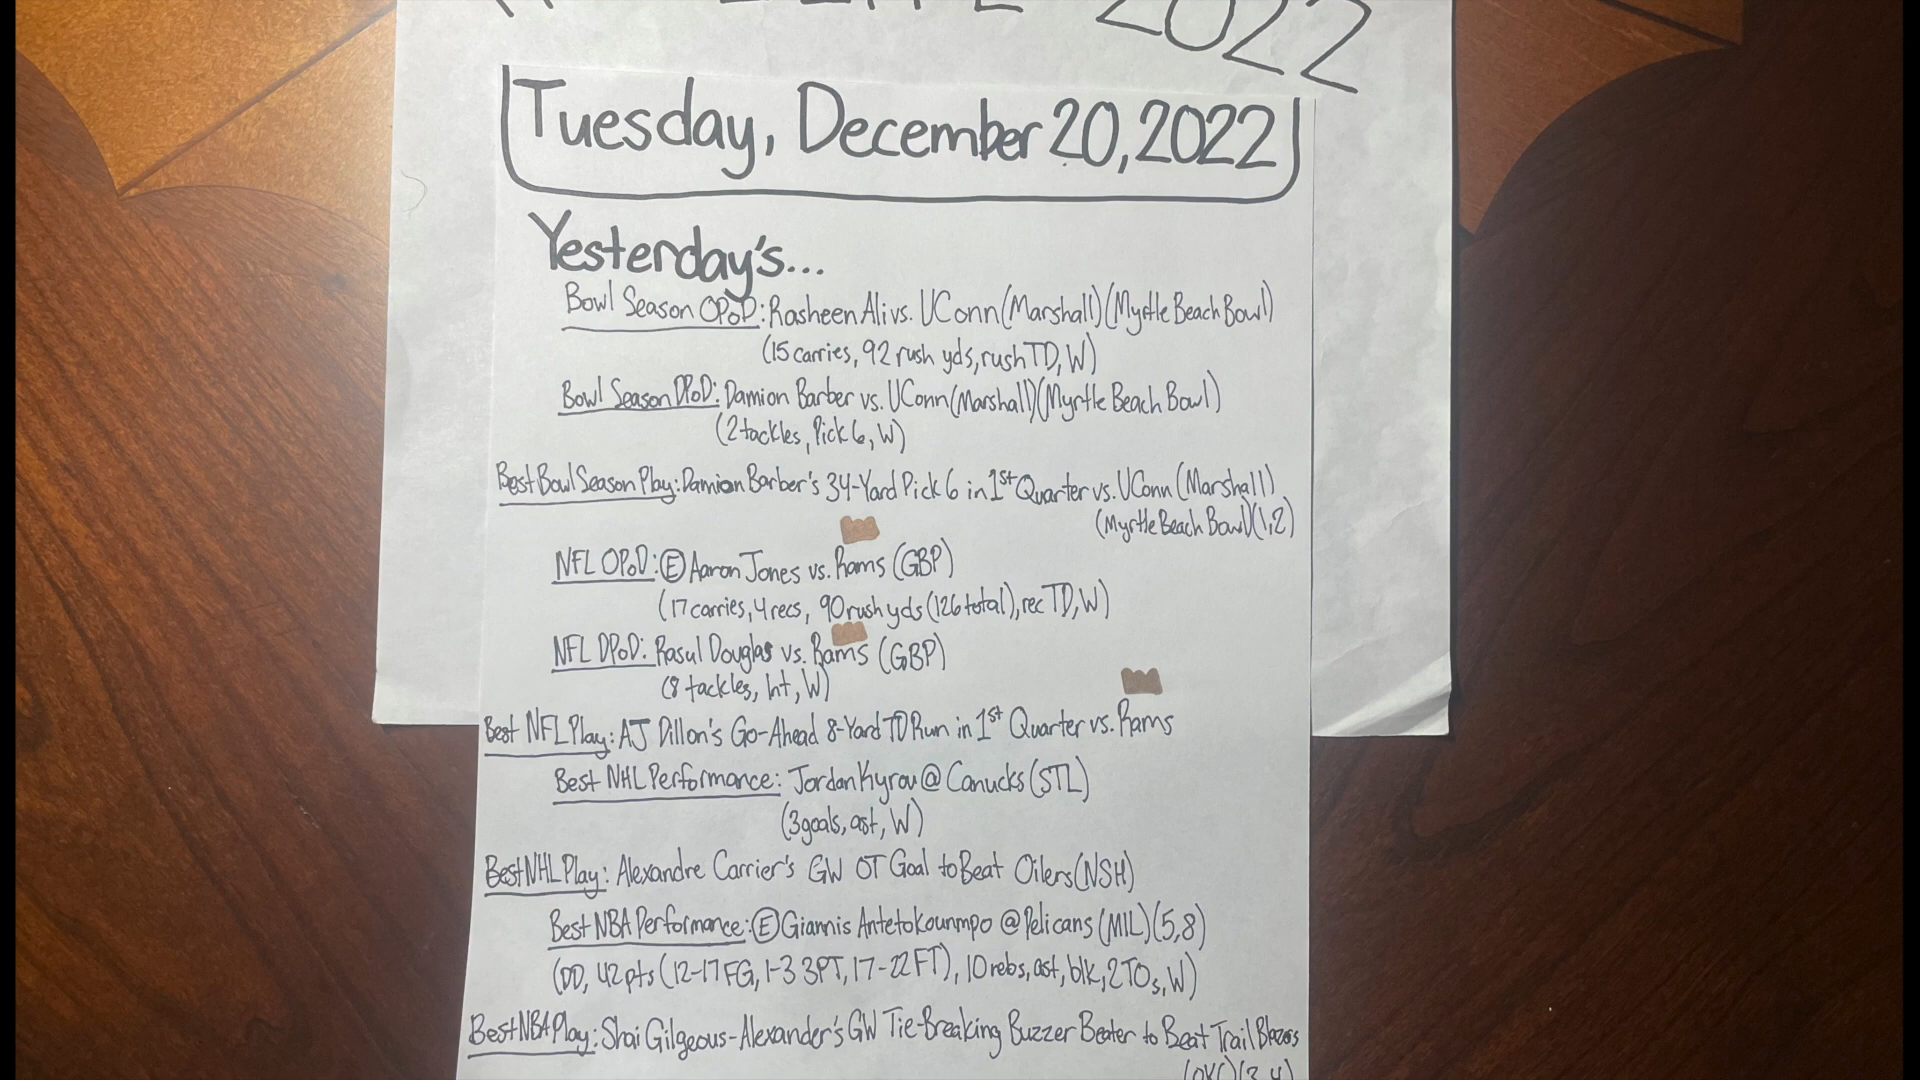 2022
Tuesday, December 20, 2022
Yesterday's...
Bowl Season OPoD: Rasheen Ali vs. UConn (Marshall) (Myrtle Beach Bowl)
(15 carries, 92 rush yds, rush TD, W)
Bowl Season DPoD: Damion Barber vs. UConn (Marshall) (Myrtle Beach Bowl)
(2 tackles, Pick 6, W)
Best Bowl Season Play: Damion Barber's 34-Yard Pick 6 in 1st Quarter vs. UConn (Marshall)
(Myrtle Beach Bowl) (1,2)
NFL OPoD: Ⓔ Aaron Jones vs. Rams (GBP)
(17 carries, 4 recs, 90 rush yds (126 total), rec TD, W)
NFL DPoD: Rasul Douglas vs. Rams (GBP)
(8 tackles, Int, W)
Best NFL Play: AJ Dillon's Go-Ahead 8-Yard TD Run in 1st Quarter vs. Rams
Best NHL Performance: Jordan Kyrou @ Canucks (STL)
(3 goals, ast, W)
Best NHL Play: Alexandre Carrier's GW OT Goal to Beat Oilers (NSH)
Best NBA Performance: Ⓔ Giannis Antetokounmpo @ Pelicans (MIL) (5,8)
(DD, 42 pts (12-17 FG, 1-3 3PT, 17-22 FT), 10 rebs, ast, blk, 2 TOs, W)
Best NBA Play: Shai Gilgeous-Alexander's GW Tie-Breaking Buzzer Beater to Beat Trail Blazers
(OKC) (3,4)